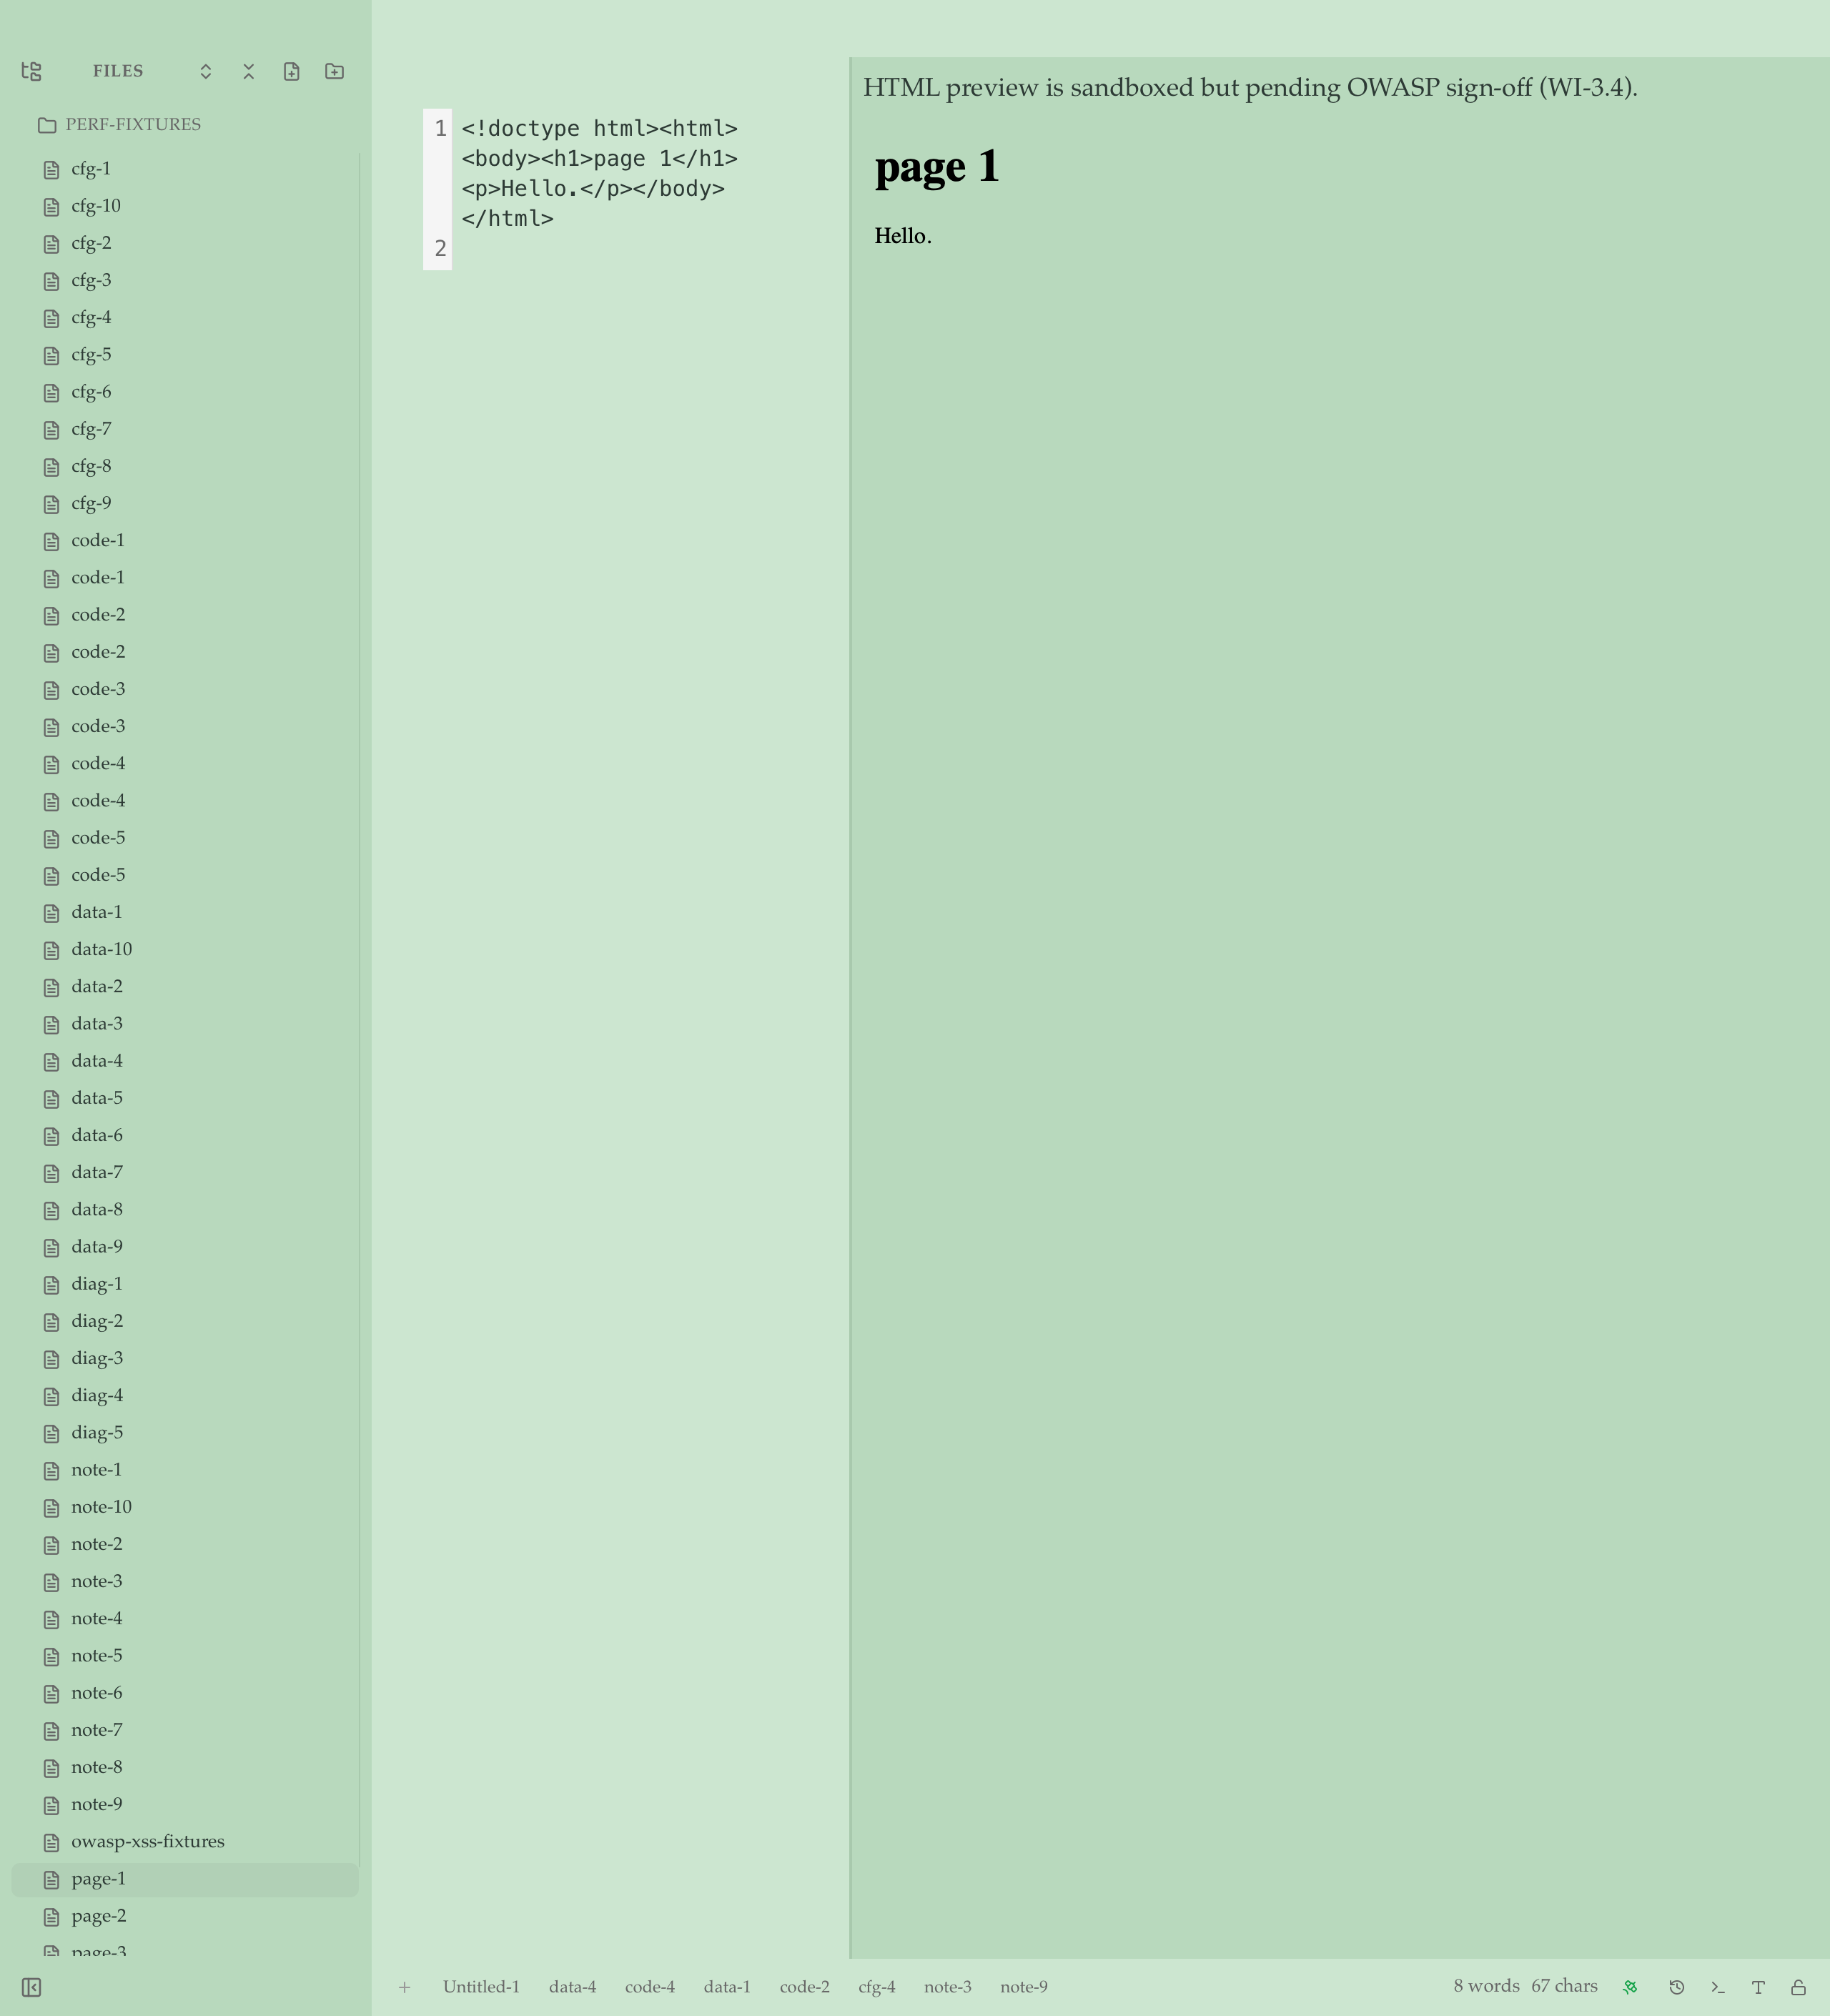 FILES
PERF-FIXTURES
cfg-1
cfg-10
cfg-2
cfg-3
cfg-4
cfg-5
cfg-6
cfg-7
cfg-8
cfg-9
code-1
code-1
code-2
code-2
code-3
code-3
code-4
code-4
code-5
code-5
data-1
data-10
data-2
data-3
data-4
data-5
data-6
data-7
data-8
data-9
diag-1
diag-2
diag-3
diag-4
diag-5
note-1
note-10
note-2
note-3
note-4
note-5
note-6
note-7
note-8
note-9
owasp-xss-fixtures
page-1
page-2
page-3
1 <!doctype html><html>
<body><h1>page 1</h1>
<p>Hello.</p></body>
</html>
2
HTML preview is sandboxed but pending OWASP sign-off (WI-3.4).
page 1
Hello.
Untitled-1 data-4 code-4 data-1 code-2 cfg-4 note-3 note-9
8 words 67 chars